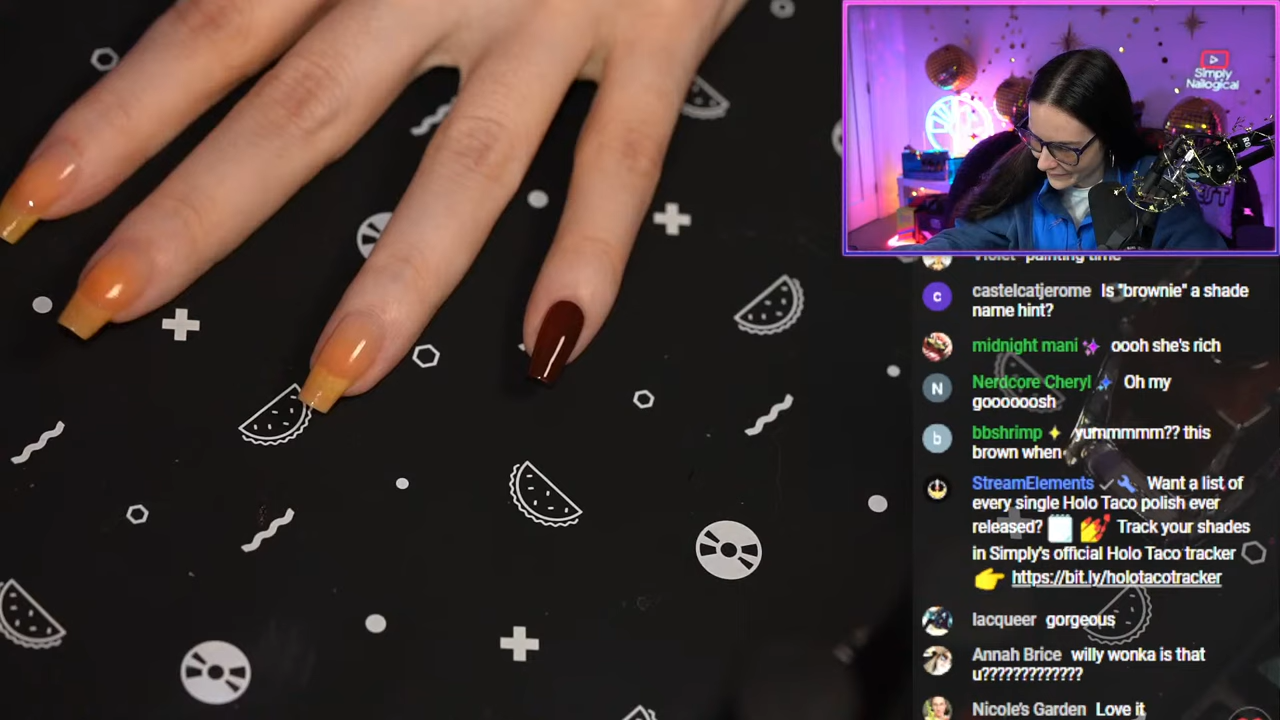 Simply
Nailogical
Violet painting time
castelcatjerome Is "brownie" a shade
name hint?
midnight mani oooh she's rich
Nerdcore Cheryl Oh my
goooooosh
bbshrimp yummmmm?? this
brown when
StreamElements Want a list of
every single Holo Taco polish ever
released? Track your shades
in Simply's official Holo Taco tracker
https://bit.ly/holotacotracker
lacqueer gorgeous
Annah Brice willy wonka is that
u?????????????
Nicole's Garden Love it
C
N
b